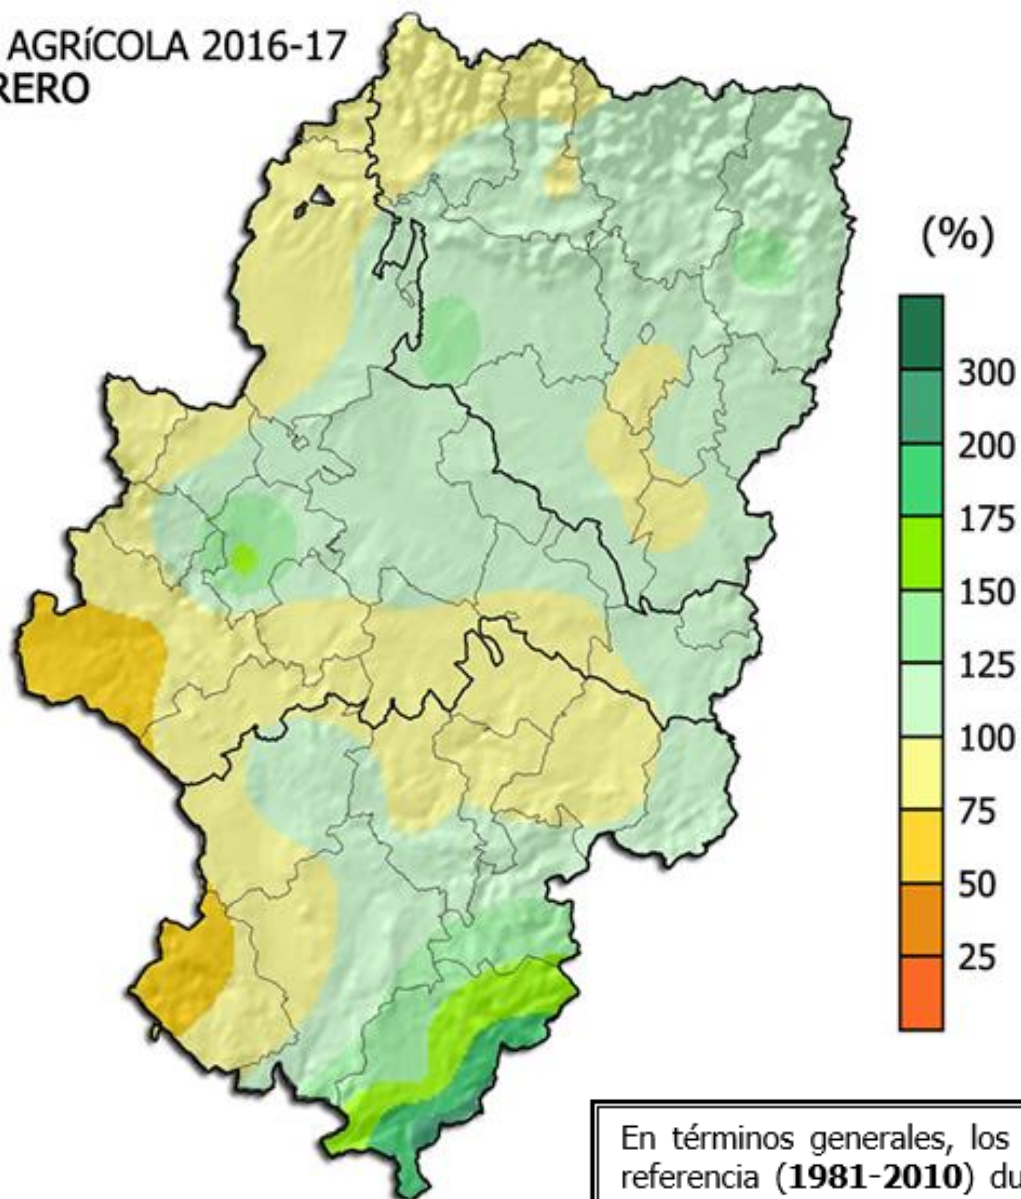 AGRíCOLA 2016-17
RERO
(%)
300
200
175
150
125
100
75
50
25
En términos generales, los
referencia (1981-2010) du